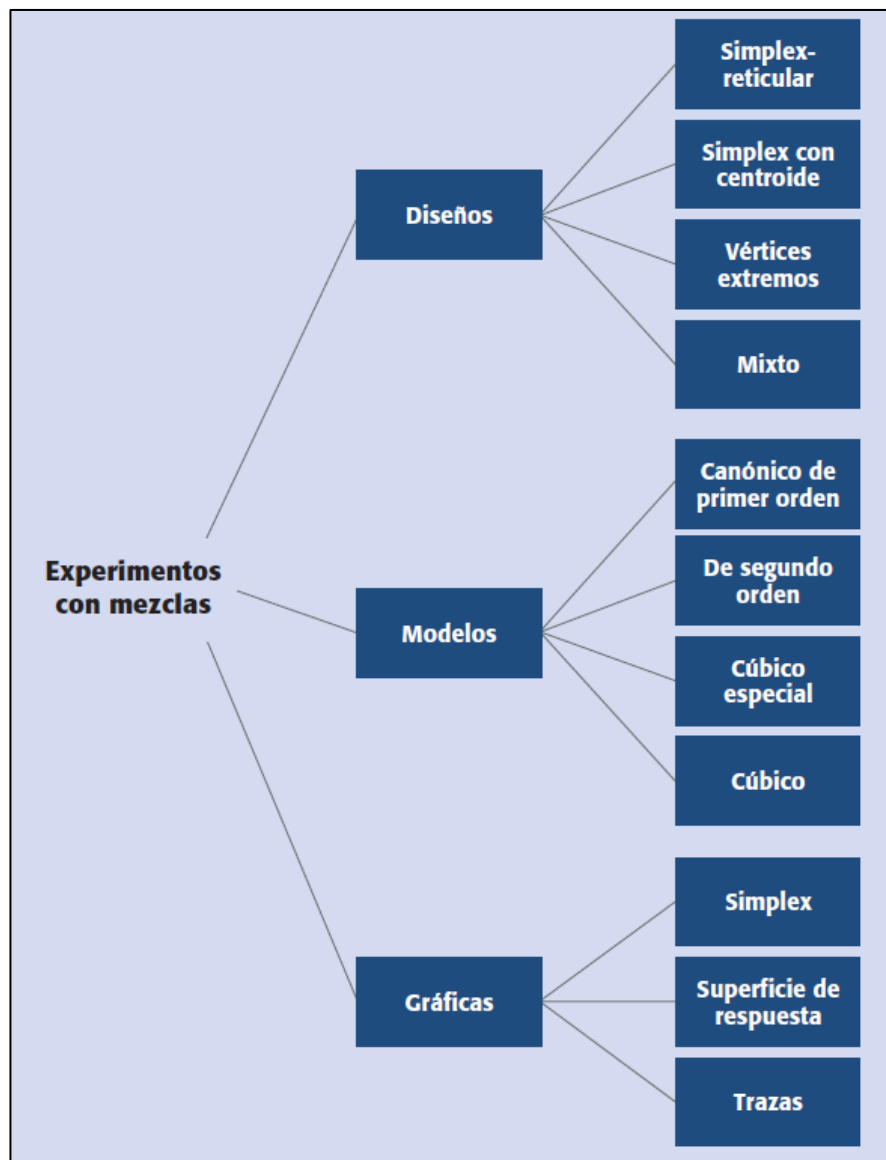 Experimentos
con mezclas
Diseños
Simplex-
reticular
Simplex con
centroide
Vértices
extremos
Mixto
Modelos
Canónico de
primer orden
De segundo
orden
Cúbico
especial
Cúbico
Gráficas
Simplex
Superficie de
respuesta
Trazas